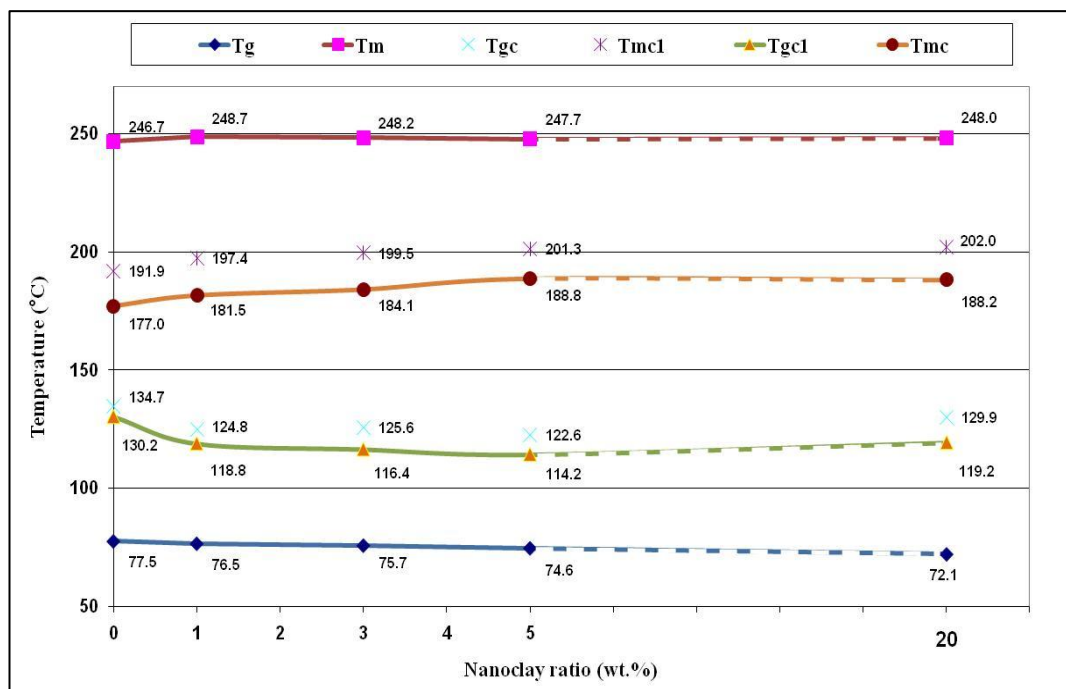 Tg Tm Tgc Tmc1 Tgc1 Tmc
Temperature (°C)
250
200
150
100
50
246.7 248.7 248.2 247.7 248.0
191.9 197.4 199.5 201.3 202.0
177.0 181.5 184.1 188.8 188.2
134.7 124.8 125.6 122.6 129.9
130.2 118.8 116.4 114.2 119.2
77.5 76.5 75.7 74.6 72.1
0 1 2 3 4 5 20
Nanoclay ratio (wt.%)